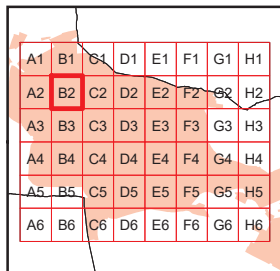 A1 B1 C1 D1 E1 F1 G1 H1
A2 B2 C2 D2 E2 F2 G2 H2
A3 B3 C3 D3 E3 F3 G3 H3
A4 B4 C4 D4 E4 F4 G4 H4
A5 B5 C5 D5 E5 F5 G5 H5
A6 B6 C6 D6 E6 F6 G6 H6